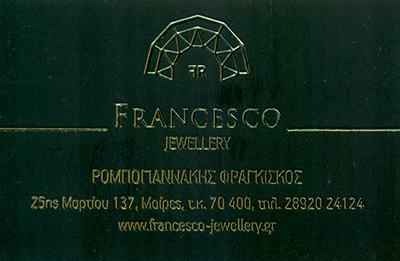 FR
FRANCESCO
JEWELLERY
ΡΟΜΠΟΓΙΑΝΝΑΚΗΣ ΦΡΑΓΚΙΣΚΟΣ
25ης Μαρτίου 137, Μοίρες, τ.κ. 70 400, τηλ. 28920 24124
www.francesco-jewellery.gr